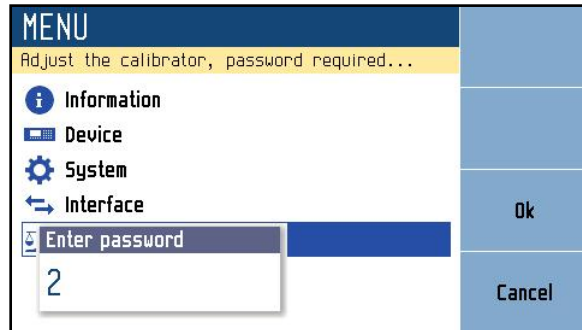 MENU
Adjust the calibrator, password required...
Information
Device
System
Interface
Enter password
2
Ok
Cancel